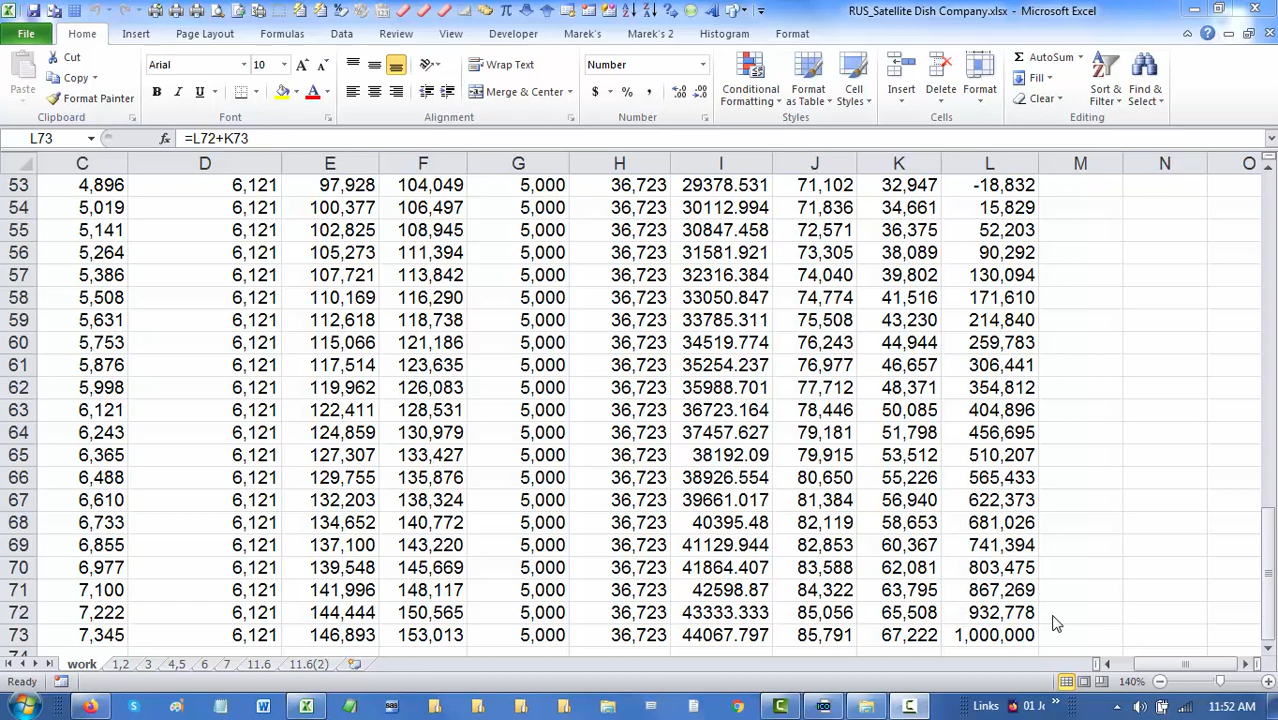 RUS_Satellite Dish Company.xlsx - Microsoft Excel
File Home Insert Page Layout Formulas Data Review View Developer Marek's Marek's 2 Histogram Format
Cut Arial 10 Wrap Text Number AutoSum
Copy Fill
Paste Format Painter Merge & Center Conditional Formatting Format as Table Cell Styles Insert Delete Format Clear Sort & Filter Find & Select
Clipboard Font Alignment Number Styles Cells Editing
L73 fx =L72+K73
C D E F G H I J K L M N O
53 4,896 6,121 97,928 104,049 5,000 36,723 29378.531 71,102 32,947 -18,832
54 5,019 6,121 100,377 106,497 5,000 36,723 30112.994 71,836 34,661 15,829
55 5,141 6,121 102,825 108,945 5,000 36,723 30847.458 72,571 36,375 52,203
56 5,264 6,121 105,273 111,394 5,000 36,723 31581.921 73,305 38,089 90,292
57 5,386 6,121 107,721 113,842 5,000 36,723 32316.384 74,040 39,802 130,094
58 5,508 6,121 110,169 116,290 5,000 36,723 33050.847 74,774 41,516 171,610
59 5,631 6,121 112,618 118,738 5,000 36,723 33785.311 75,508 43,230 214,840
60 5,753 6,121 115,066 121,186 5,000 36,723 34519.774 76,243 44,944 259,783
61 5,876 6,121 117,514 123,635 5,000 36,723 35254.237 76,977 46,657 306,441
62 5,998 6,121 119,962 126,083 5,000 36,723 35988.701 77,712 48,371 354,812
63 6,121 6,121 122,411 128,531 5,000 36,723 36723.164 78,446 50,085 404,896
64 6,243 6,121 124,859 130,979 5,000 36,723 37457.627 79,181 51,798 456,695
65 6,365 6,121 127,307 133,427 5,000 36,723 38192.09 79,915 53,512 510,207
66 6,488 6,121 129,755 135,876 5,000 36,723 38926.554 80,650 55,226 565,433
67 6,610 6,121 132,203 138,324 5,000 36,723 39661.017 81,384 56,940 622,373
68 6,733 6,121 134,652 140,772 5,000 36,723 40395.48 82,119 58,653 681,026
69 6,855 6,121 137,100 143,220 5,000 36,723 41129.944 82,853 60,367 741,394
70 6,977 6,121 139,548 145,669 5,000 36,723 41864.407 83,588 62,081 803,475
71 7,100 6,121 141,996 148,117 5,000 36,723 42598.87 84,322 63,795 867,269
72 7,222 6,121 144,444 150,565 5,000 36,723 43333.333 85,056 65,508 932,778
73 7,345 6,121 146,893 153,013 5,000 36,723 44067.797 85,791 67,222 1,000,000
work 1,2 3 4,5 6 7 11.6 11.6(2)
Ready 140%
Links 11:52 AM